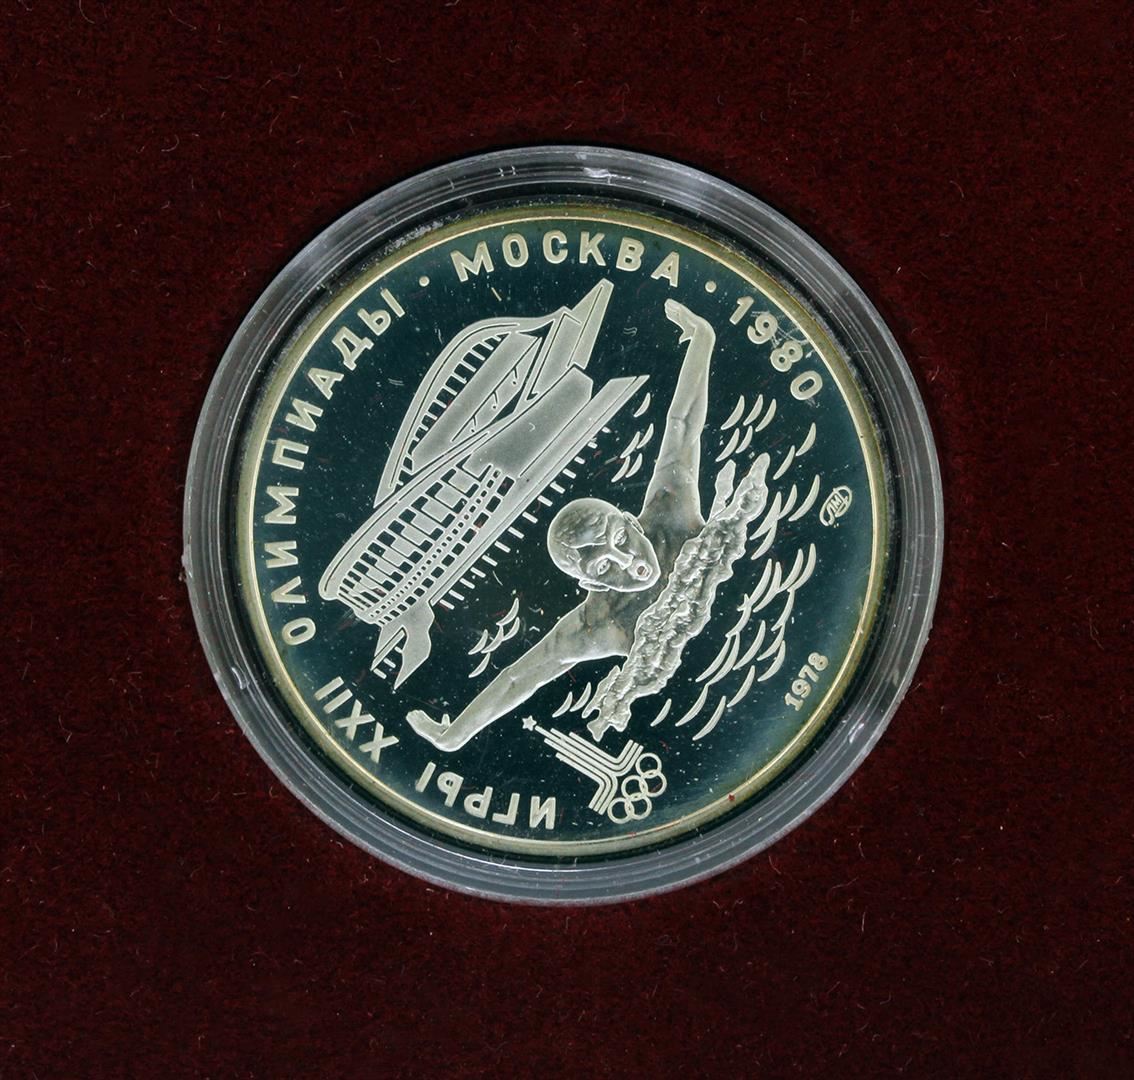 ИГРЫ XXII ОЛИМПИАДЫ · МОСКВА · 1980
ЛМД
1978